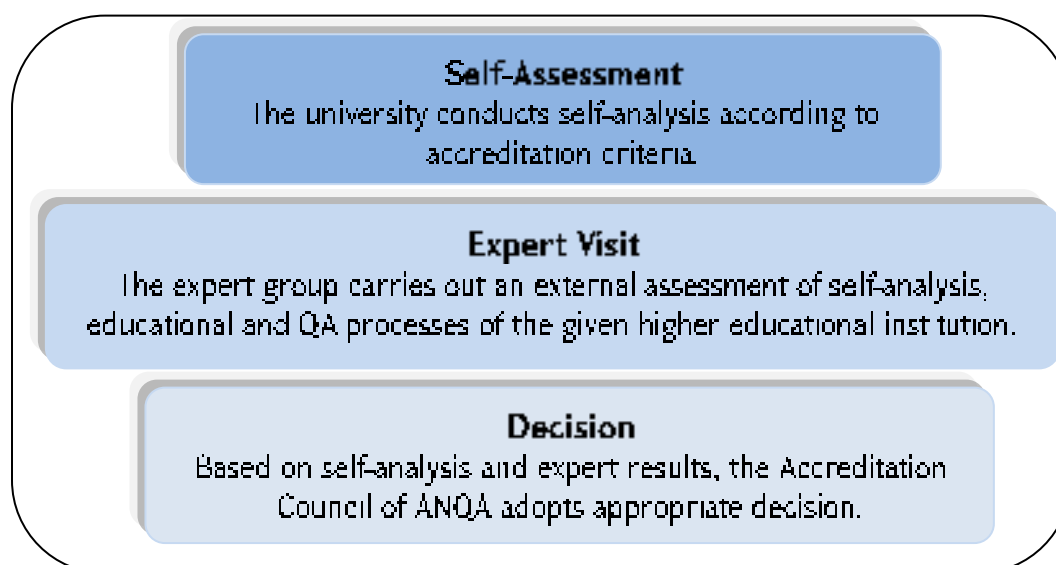 Self-Assessment
The university conducts self-analysis according to
accreditation criteria
Expert Visit
The expert group carries out an external assessment of self-analysis,
educational and QA processes of the given higher educational institution.
Decision
Based on self-analysis and expert results, the Accreditation
Council of ANQA adopts appropriate decision.